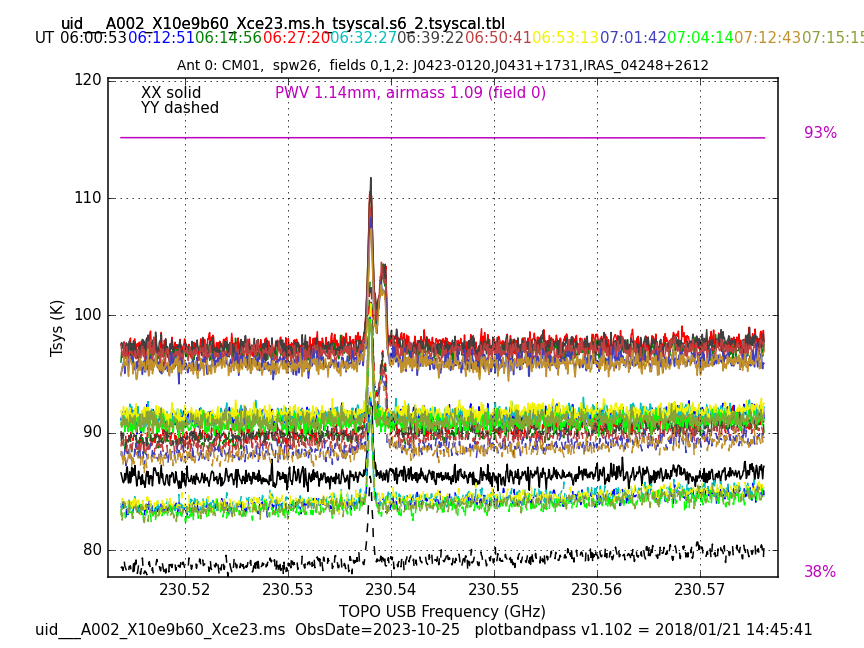 uid___A002_X10e9b60_Xce23.ms.h_tsyscal.s6_2.tsyscal.tbl
UT 06:00:53 06:12:51 06:14:56 06:27:20 06:32:27 06:39:22 06:50:41 06:53:13 07:01:42 07:04:14 07:12:43 07:15:15
Ant 0: CM01,  spw26,  fields 0,1,2: J0423-0120,J0431+1731,IRAS_04248+2612
120
XX solid PWV 1.14mm, airmass 1.09 (field 0)
YY dashed
93%
110
100
Tsys (K)
90
80
38%
230.52 230.53 230.54 230.55 230.56 230.57
TOPO USB Frequency (GHz)
uid___A002_X10e9b60_Xce23.ms  ObsDate=2023-10-25   plotbandpass v1.102 = 2018/01/21 14:45:41